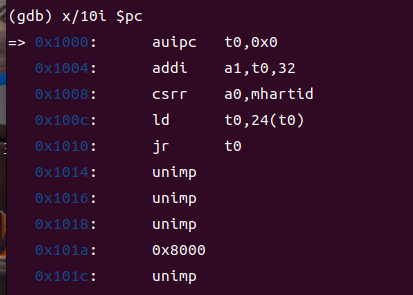 (gdb) x/10i $pc
=> 0x1000:      auipc   t0,0x0
   0x1004:      addi    a1,t0,32
   0x1008:      csrr    a0,mhartid
   0x100c:      ld      t0,24(t0)
   0x1010:      jr      t0
   0x1014:      unimp
   0x1016:      unimp
   0x1018:      unimp
   0x101a:      0x8000
   0x101c:      unimp